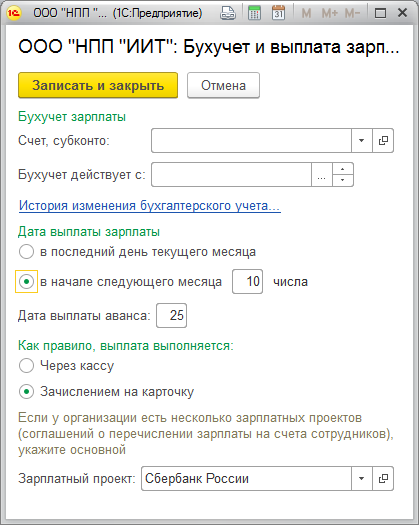 ООО "НПП "... (1С:Предприятие)
M M+ M-
ООО "НПП "ИИТ": Бухучет и выплата зарп...
Записать и закрыть Отмена
Бухучет зарплаты
Счет, субконто:
Бухучет действует с: ...
История изменения бухгалтерского учета...
Дата выплаты зарплаты
в последний день текущего месяца
в начале следующего месяца 10 числа
Дата выплаты аванса: 25
Как правило, выплата выполняется:
Через кассу
Зачислением на карточку
Если у организации есть несколько зарплатных проектов
(соглашений о перечислении зарплаты на счета сотрудников),
укажите основной
Зарплатный проект: Сбербанк России